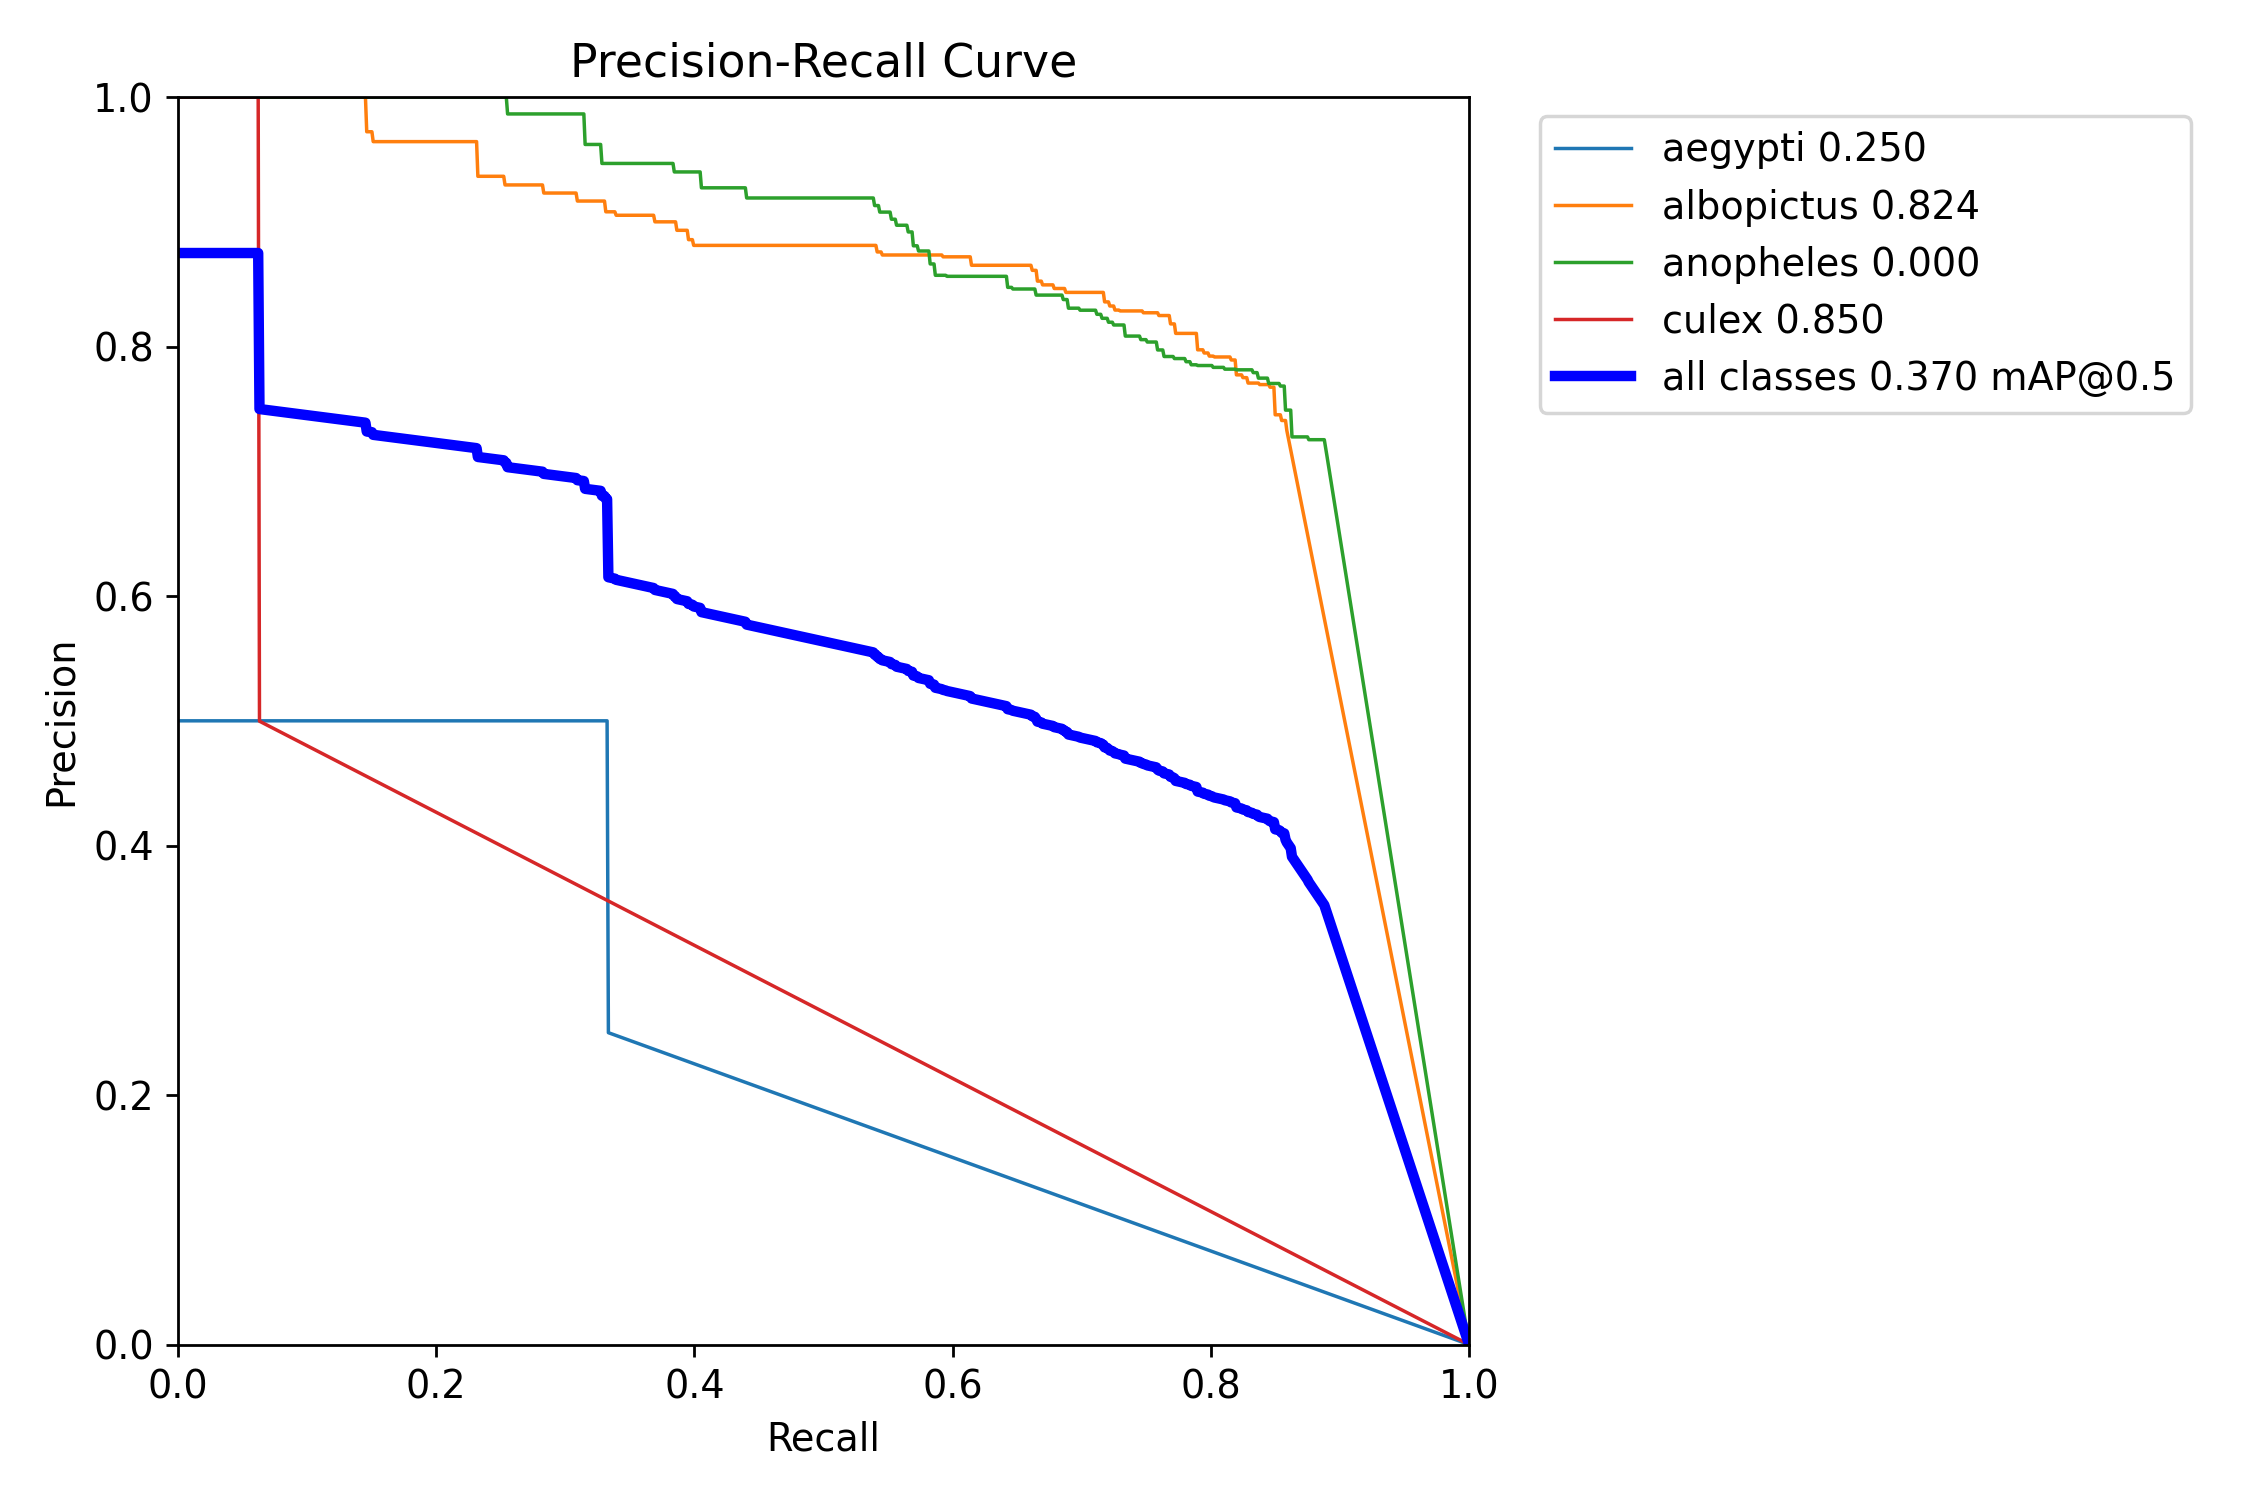 Precision-Recall Curve
1.0
0.8
0.6
0.4
0.2
0.0
Precision
0.0 0.2 0.4 0.6 0.8 1.0
Recall
aegypti 0.250
albopictus 0.824
anopheles 0.000
culex 0.850
all classes 0.370 mAP@0.5